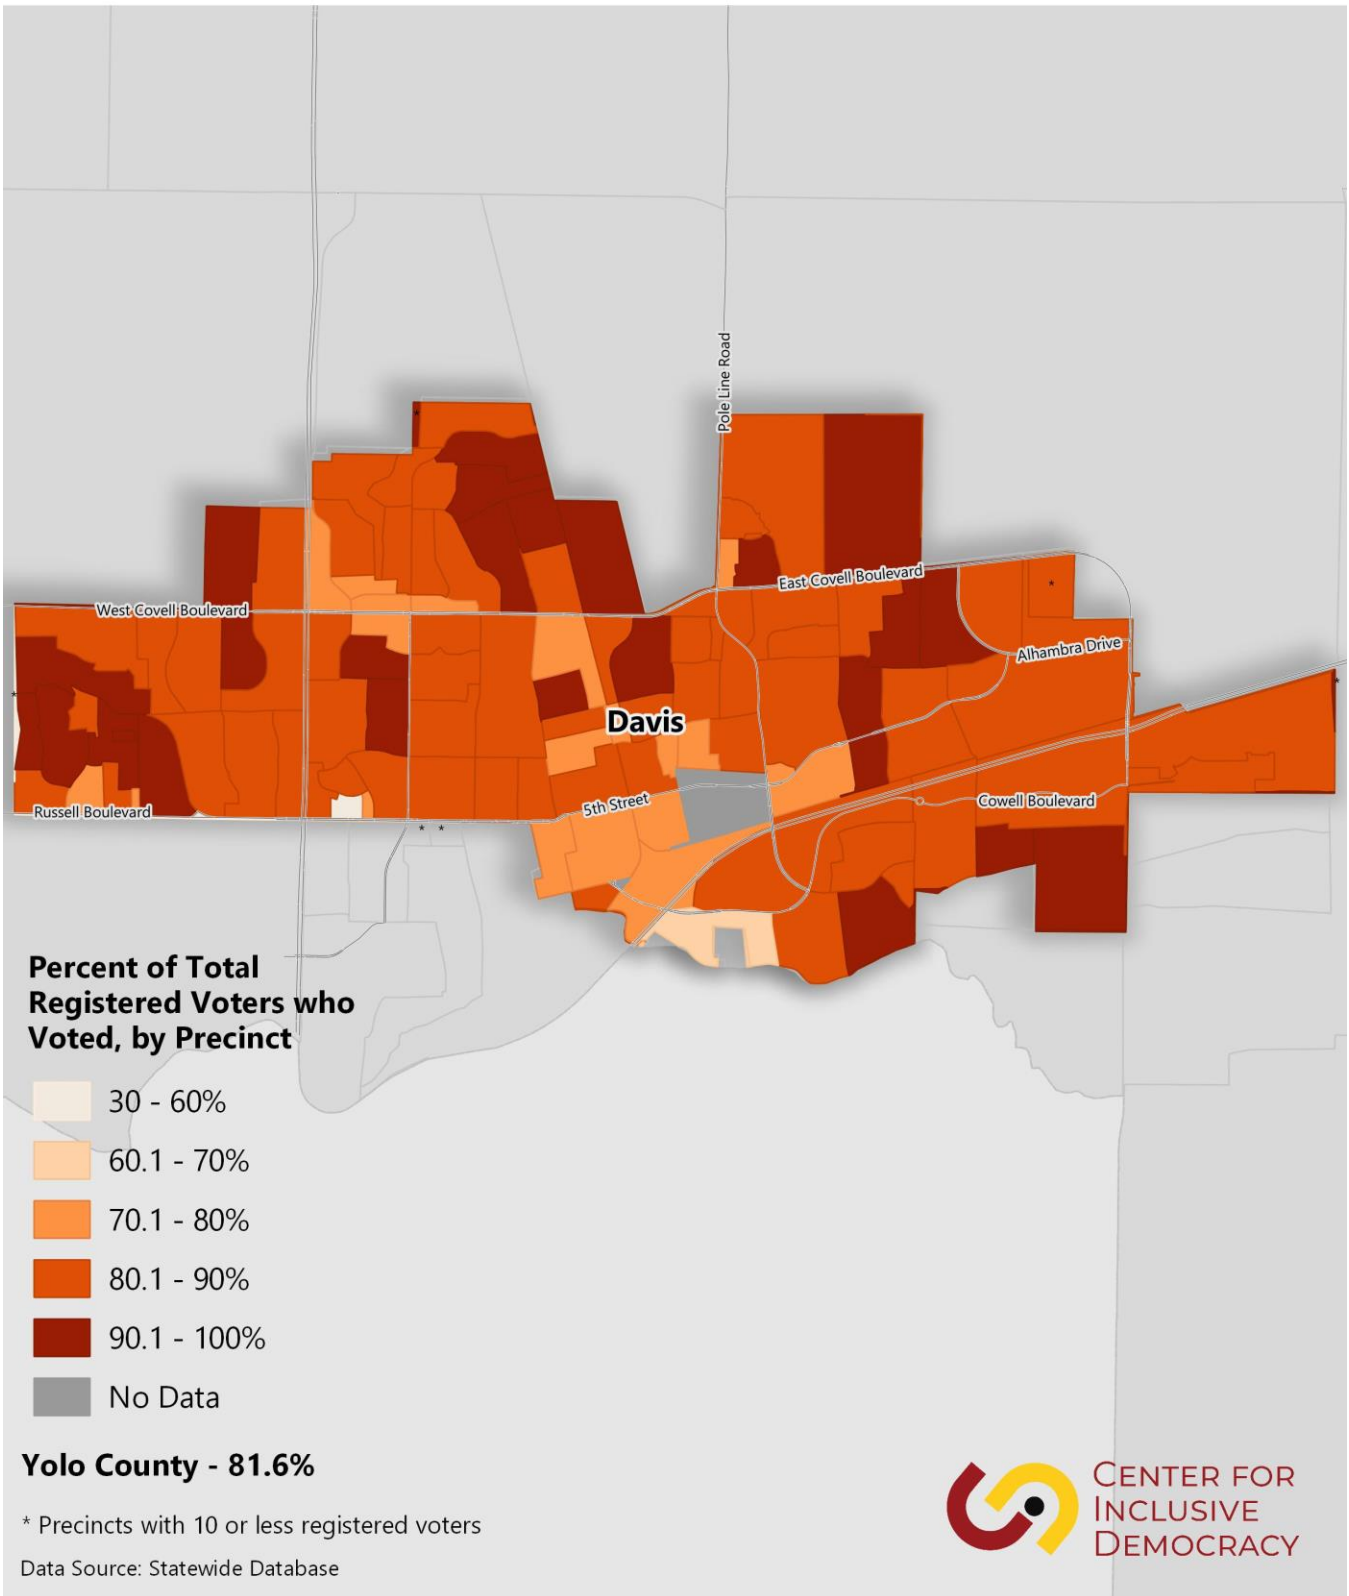 Pole Line Road
East Covell Boulevard
West Covell Boulevard
Alhambra Drive
Davis
5th Street
Cowell Boulevard
Russell Boulevard
*
*
*
*
* *
Percent of Total
Registered Voters who
Voted, by Precinct
30 - 60%
60.1 - 70%
70.1 - 80%
80.1 - 90%
90.1 - 100%
No Data
Yolo County - 81.6%
* Precincts with 10 or less registered voters
Data Source: Statewide Database
CENTER FOR
INCLUSIVE
DEMOCRACY